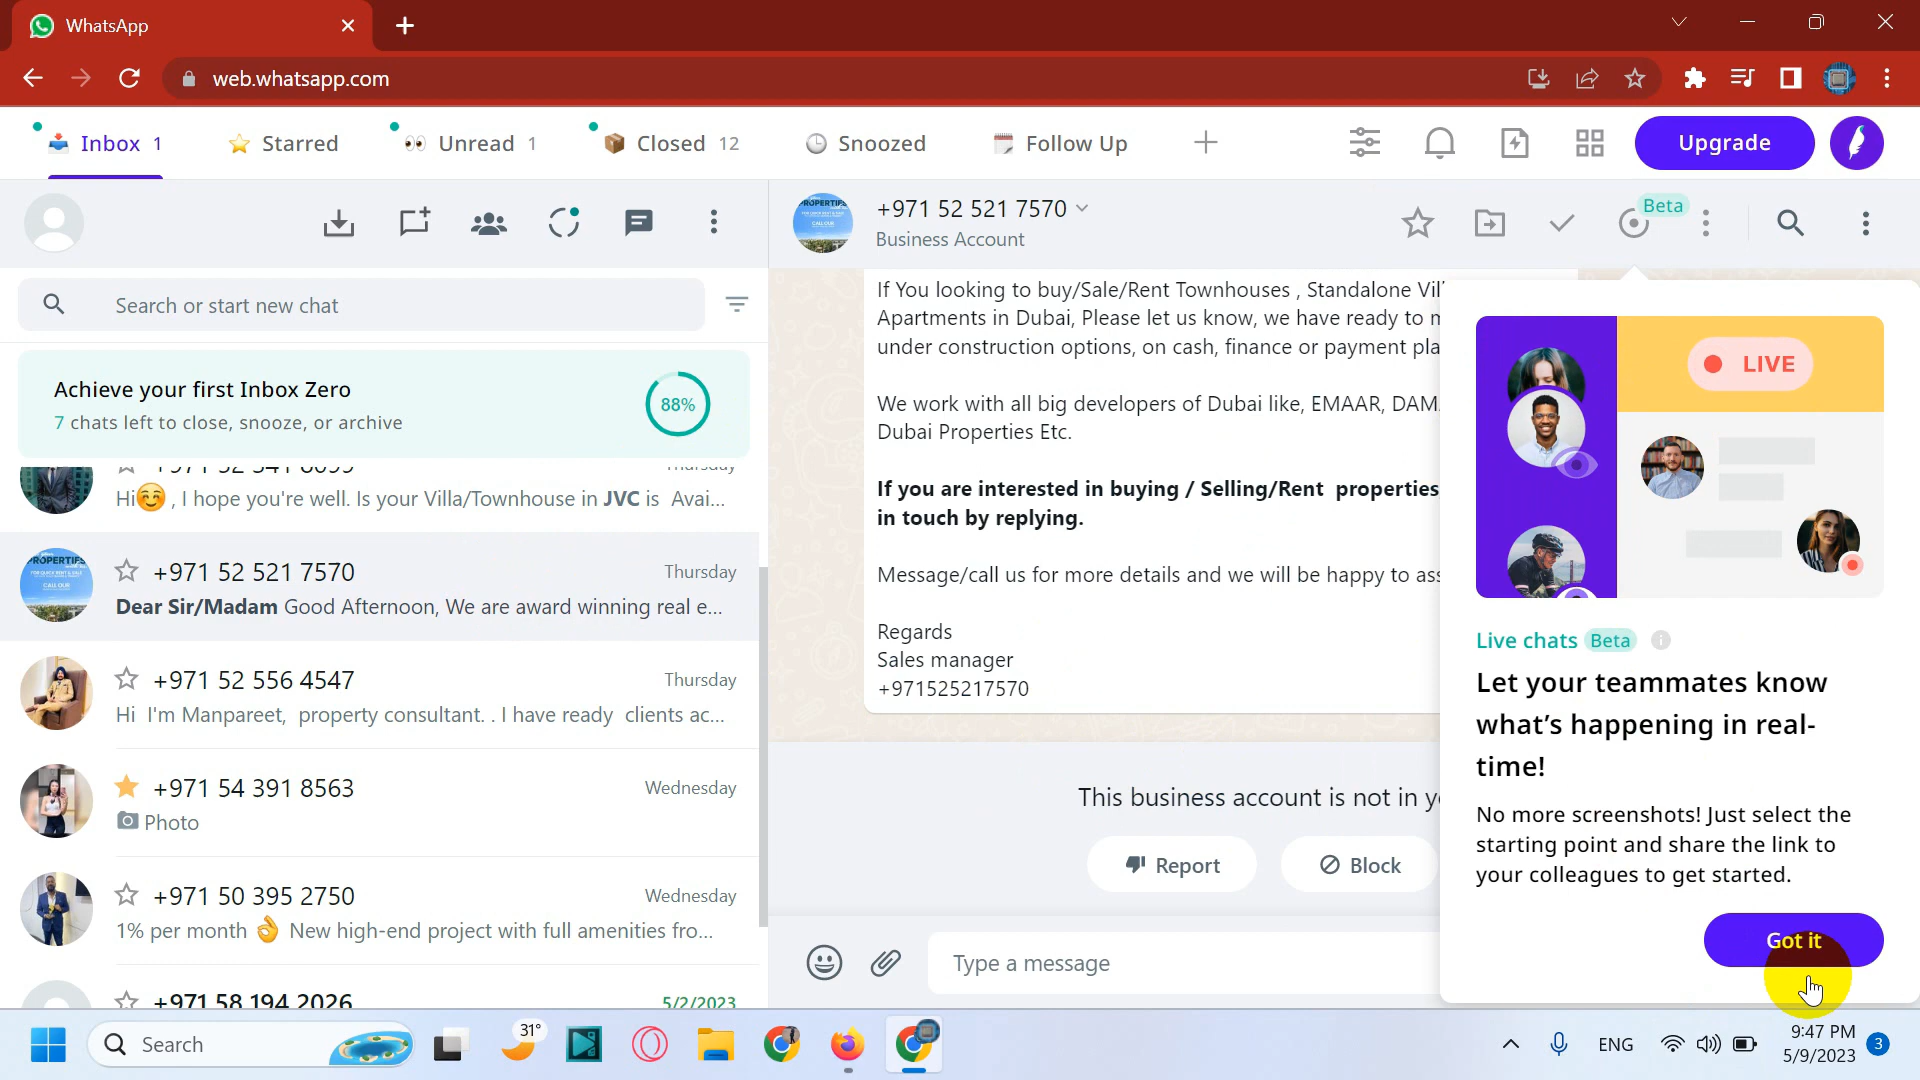 WhatsApp
web.whatsapp.com
Inbox 1
Starred
Unread 1
Closed 12
Snoozed
Follow Up
Upgrade
+971 52 521 7570
Business Account
Beta
Search or start new chat
Achieve your first Inbox Zero
7 chats left to close, snooze, or archive
88%
Hi😊, I hope you're well. Is your Villa/Townhouse in JVC is Avai...
+971 52 521 7570
Thursday
Dear Sir/Madam Good Afternoon, We are award winning real e...
+971 52 556 4547
Thursday
Hi I'm Manpareet, property consultant. . I have ready clients ac...
+971 54 391 8563
Wednesday
Photo
+971 50 395 2750
Wednesday
1% per month 👌 New high-end project with full amenities fro...
+971 58 194 2026
5/2/2023
If You looking to buy/Sale/Rent Townhouses , Standalone
Apartments in Dubai, Please let us know, we have ready to
under construction options, on cash, finance or payment
We work with all big developers of Dubai like, EMAAR,
Dubai Properties Etc.
If you are interested in buying / Selling/Rent properties
in touch by replying.
Message/call us for more details and we will be happy to
Regards
Sales manager
+971525217570
This business account is not in
Report
Block
Type a message
LIVE
Live chats Beta
Let your teammates know
what's happening in real-
time!
No more screenshots! Just select the
starting point and share the link to
your colleagues to get started.
Got it
Search
31°
ENG
9:47 PM
5/9/2023
3